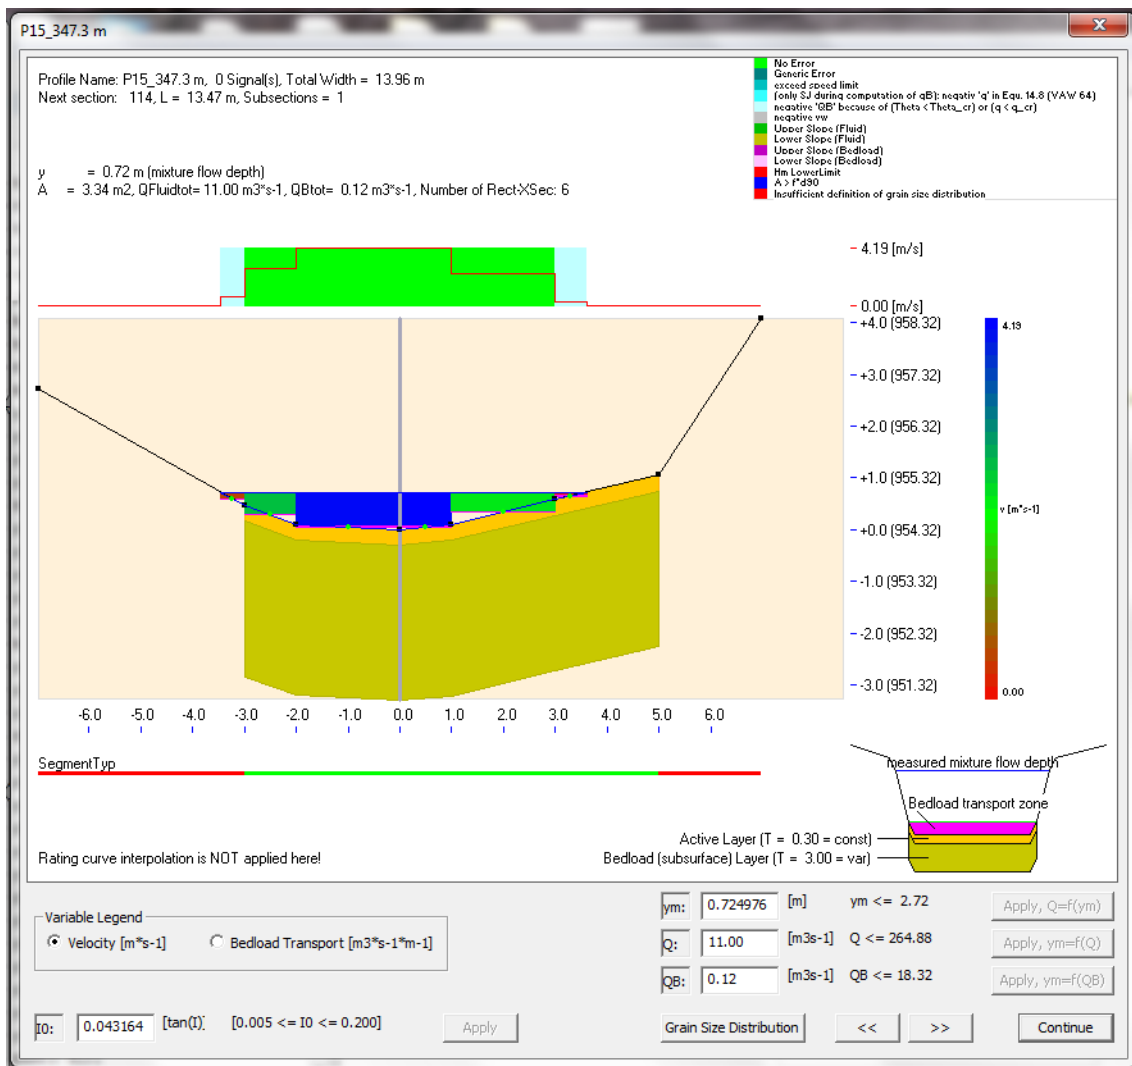 P15_347.3 m
Profile Name: P15_347.3 m, 0 Signal(s), Total Width = 13.96 m
Next section: 114, L = 13.47 m, Subsections = 1
No Error
Generic Error
exceed speed limit
(only SJ during computation of qB): negativ 'q' in Equ. 14.8 (VAW 64)
negative 'QB' because of (Theta < Theta_cr) or (q < q_cr)
negative vw
Upper Slope (Fluid)
Lower Slope (Fluid)
Upper Slope (Bedload)
Lower Slope (Bedload)
Hm LowerLimit
A > f*d90
Insufficient definition of grain size distribution
y = 0.72 m (mixture flow depth)
A = 3.34 m2, QFluidtot= 11.00 m3*s-1, QBtot= 0.12 m3*s-1, Number of Rect-XSec: 6
4.19 [m/s]
0.00 [m/s]
+4.0 (958.32)
+3.0 (957.32)
+2.0 (956.32)
+1.0 (955.32)
+0.0 (954.32)
-1.0 (953.32)
-2.0 (952.32)
-3.0 (951.32)
4.19
v [m*s-1]
0.00
-6.0 -5.0 -4.0 -3.0 -2.0 -1.0 0.0 1.0 2.0 3.0 4.0 5.0 6.0
SegmentTyp
measured mixture flow depth
Bedload transport zone
Active Layer (T = 0.30 = const)
Bedload (subsurface) Layer (T = 3.00 = var)
Rating curve interpolation is NOT applied here!
Variable Legend
Velocity [m*s-1] Bedload Transport [m3*s-1*m-1]
ym: 0.724976 [m] ym <= 2.72 Apply, Q=f(ym)
Q: 11.00 [m3s-1] Q <= 264.88 Apply, ym=f(Q)
QB: 0.12 [m3s-1] QB <= 18.32 Apply, ym=f(QB)
I0: 0.043164 [tan(I)] [0.005 <= I0 <= 0.200] Apply Grain Size Distribution << >> Continue